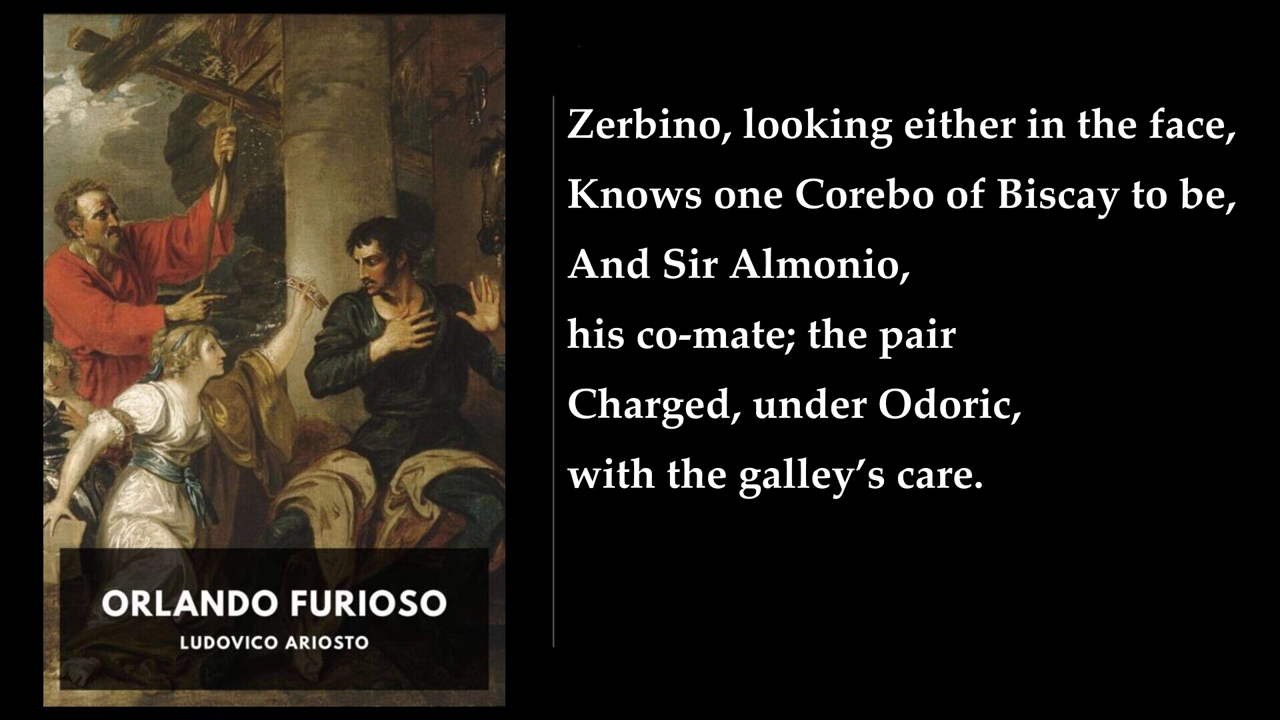 ORLANDO FURIOSO
LUDOVICO ARIOSTO
Zerbino, looking either in the face,
Knows one Corebo of Biscay to be,
And Sir Almonio,
his co-mate; the pair
Charged, under Odoric,
with the galley’s care.